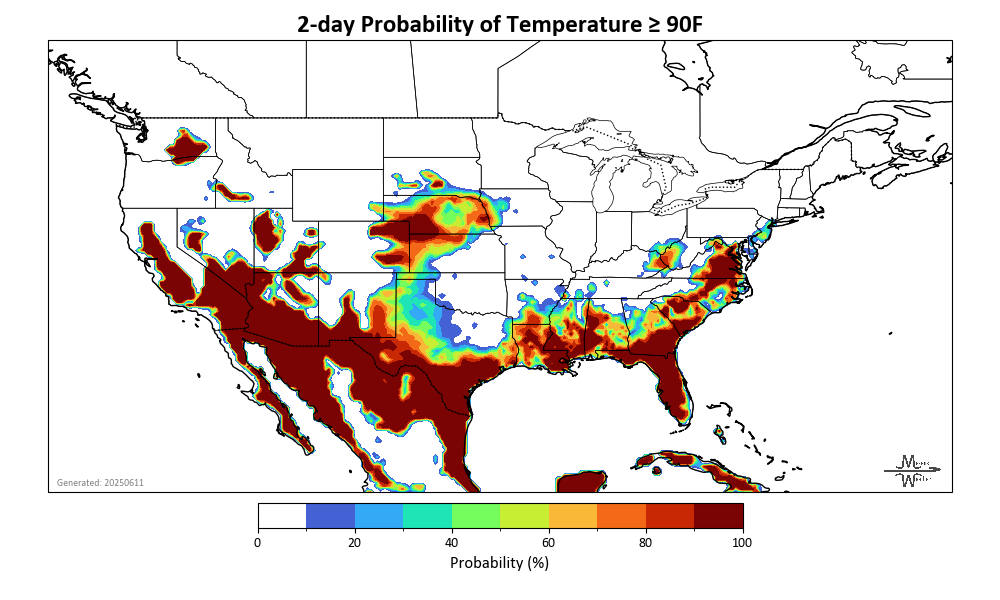 2-day Probability of Temperature ≥ 90F
Generated: 20250611
0 20 40 60 80 100
Probability (%)